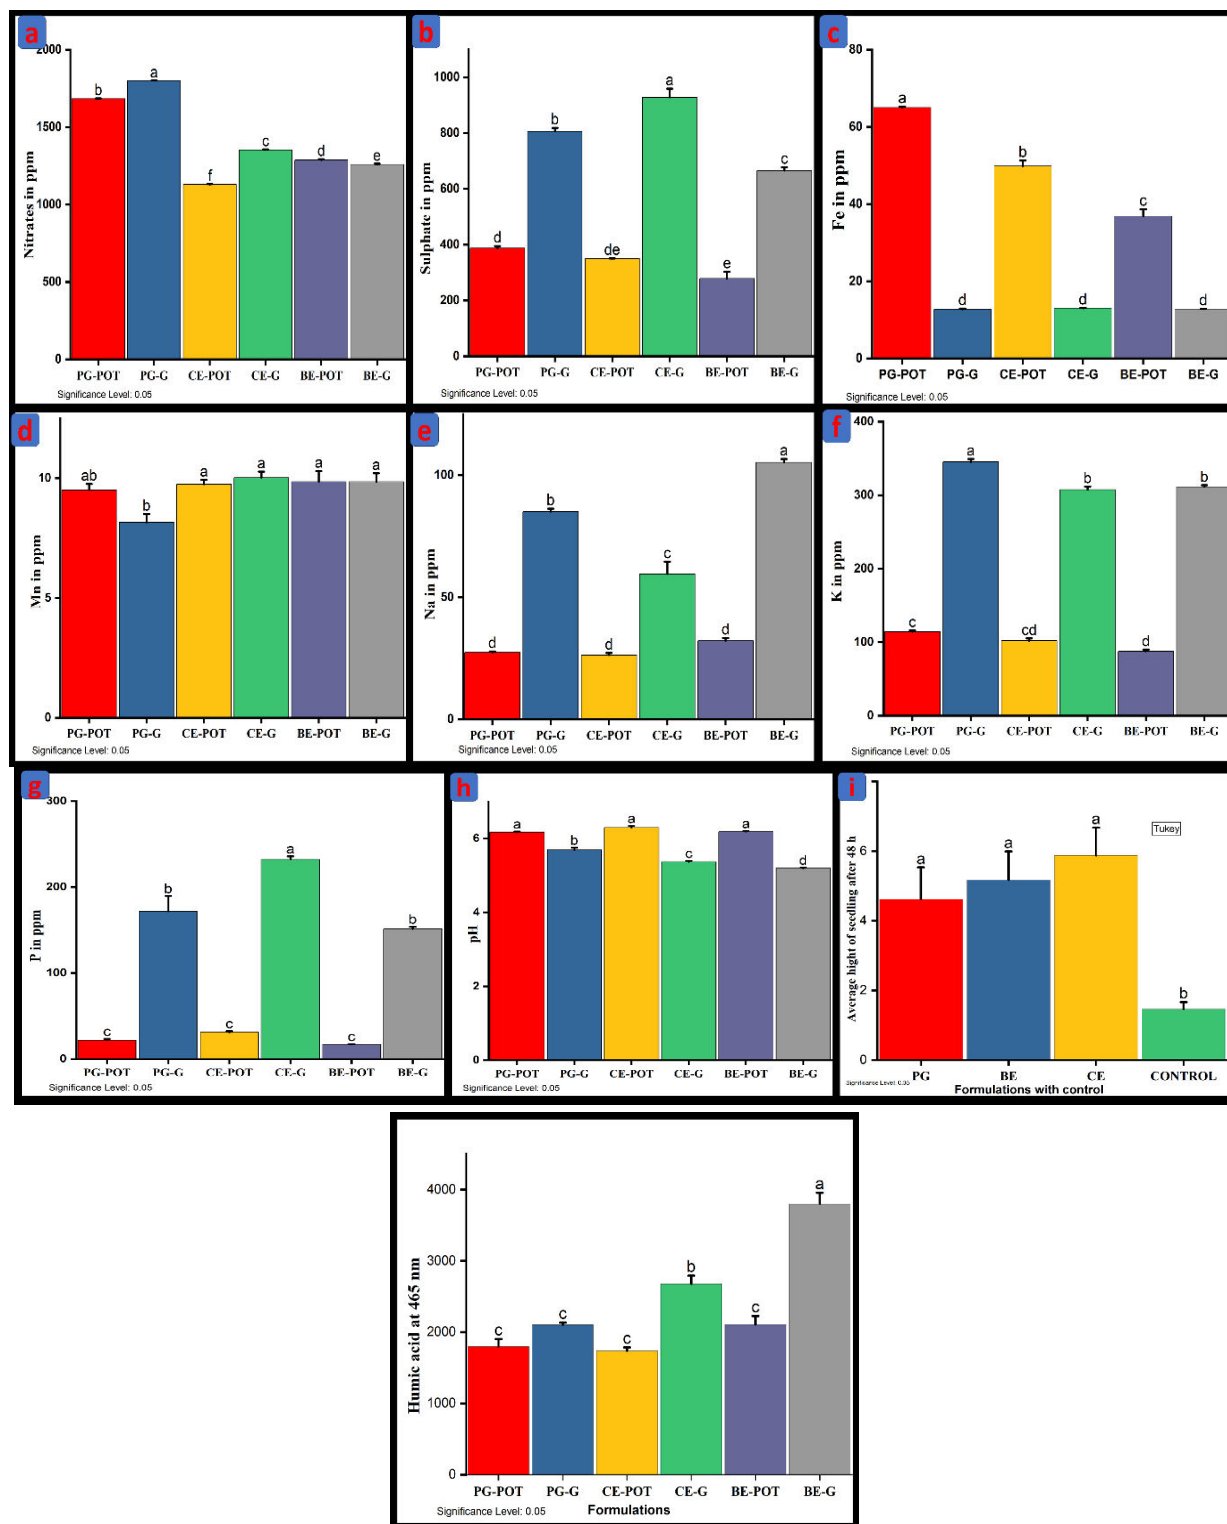 a
2000
1500
1000
500
0
Nitrates in ppm
b
a
f
c
d
e
PG-POT PG-G CE-POT CE-G BE-POT BE-G
Significance Level: 0.05
b
1000
800
600
400
200
0
Sulphate in ppm
d
b
de
a
e
c
PG-POT PG-G CE-POT CE-G BE-POT BE-G
Significance Level: 0.05
c
60
40
20
0
Fe in ppm
a
d
b
d
c
d
PG-POT PG-G CE-POT CE-G BE-POT BE-G
Significance Level: 0.05
d
10
5
0
Mn in ppm
ab
b
a
a
a
a
PG-POT PG-G CE-POT CE-G BE-POT BE-G
Significance Level: 0.05
e
100
50
0
Na in ppm
d
b
d
c
d
a
PG-POT PG-G CE-POT CE-G BE-POT BE-G
Significance Level: 0.05
f
400
300
200
100
0
K in ppm
c
a
cd
b
d
b
PG-POT PG-G CE-POT CE-G BE-POT BE-G
Significance Level: 0.05
g
300
200
100
0
P in ppm
c
b
c
a
c
b
PG-POT PG-G CE-POT CE-G BE-POT BE-G
Significance Level: 0.05
h
6
4
2
0
pH
a
b
a
c
a
d
PG-POT PG-G CE-POT CE-G BE-POT BE-G
Significance Level: 0.05
i
6
4
2
0
Average hight of seedling after 48 h
a
a
a
b
Tukey
PG BE CE CONTROL
Significance Level: 0.05
Formulations with control
4000
3000
2000
1000
0
Humic acid at 465 nm
c
c
c
b
c
a
PG-POT PG-G CE-POT CE-G BE-POT BE-G
Significance Level: 0.05
Formulations